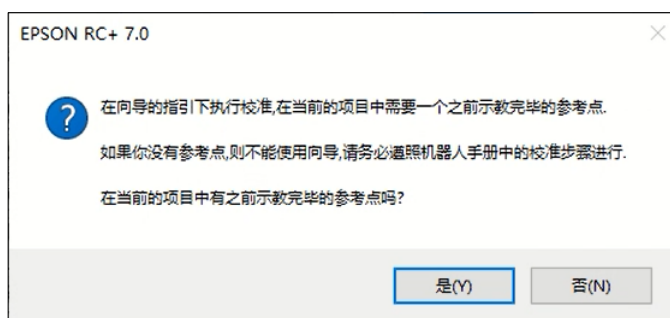 EPSON RC+ 7.0
在向导的指引下执行校准,在当前的项目中需要一个之前示教完毕的参考点.
如果你没有参考点,则不能使用向导,请务必遵照机器人手册中的校准步骤进行.
在当前的项目中有之前示教完毕的参考点吗?
是(Y)
否(N)